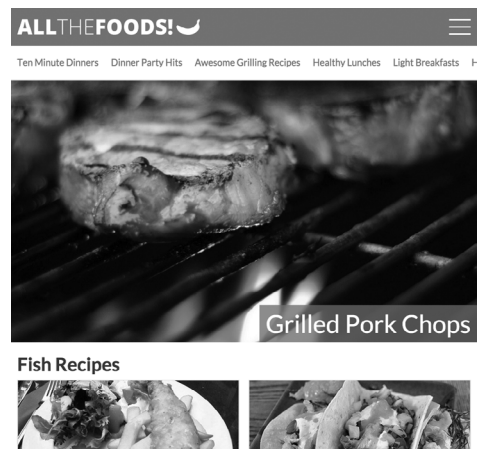 ALLTHEFOODS!
Ten Minute Dinners Dinner Party Hits Awesome Grilling Recipes Healthy Lunches Light Breakfasts H
Grilled Pork Chops
Fish Recipes